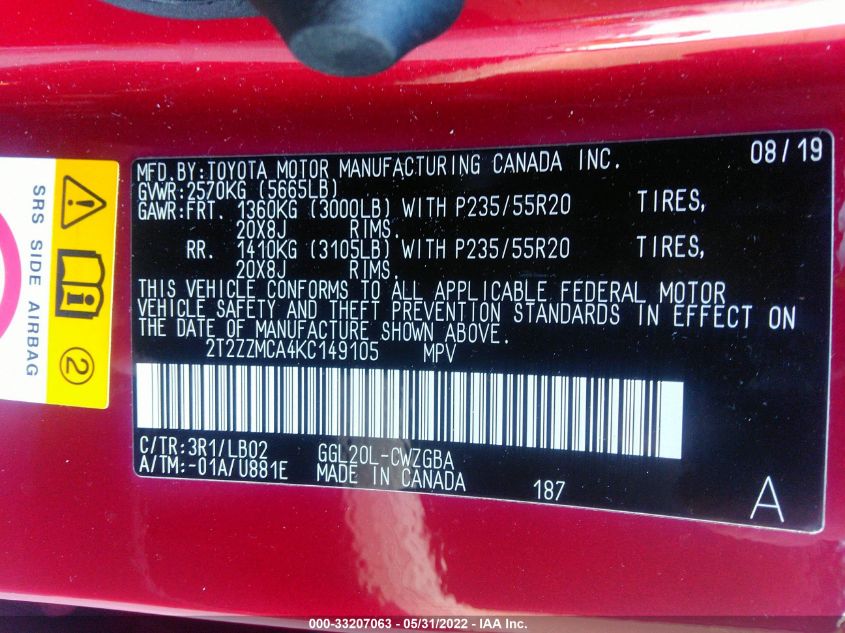 MFD.BY:TOYOTA MOTOR MANUFACTURING CANADA INC. 08/19
GVWR:2570KG (5665LB)
GAWR:FRT. 1360KG (3000LB) WITH P235/55R20 TIRES,
20X8J RIMS.
RR. 1410KG (3105LB) WITH P235/55R20 TIRES,
20X8J RIMS.
THIS VEHICLE CONFORMS TO ALL APPLICABLE FEDERAL MOTOR
VEHICLE SAFETY AND THEFT PREVENTION STANDARDS IN EFFECT ON
THE DATE OF MANUFACTURE SHOWN ABOVE.
2T2ZZMCA4KC149105 MPV
C/TR:3R1/LB02 GGL20L-CWZGBA
A/TM:-01A/U881E MADE IN CANADA
187
A
SRS SIDE AIRBAG
2
000-33207063 - 05/31/2022 - IAA Inc.